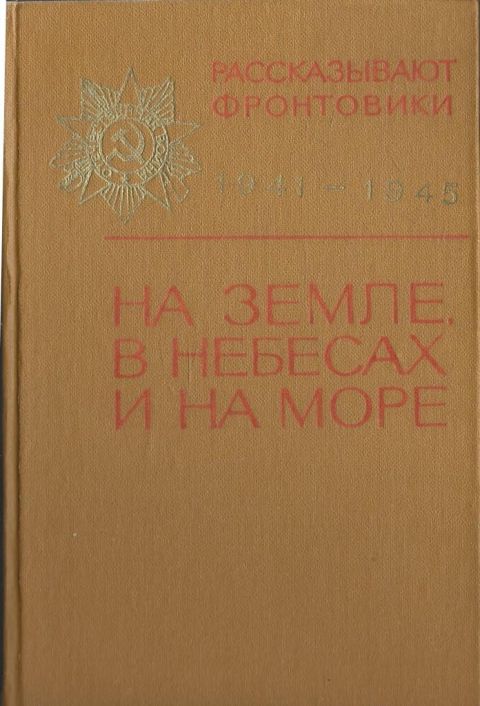 РАССКАЗЫВАЮТ
ФРОНТОВИКИ
1941–1945
НА ЗЕМЛЕ,
В НЕБЕСАХ
И НА МОРЕ